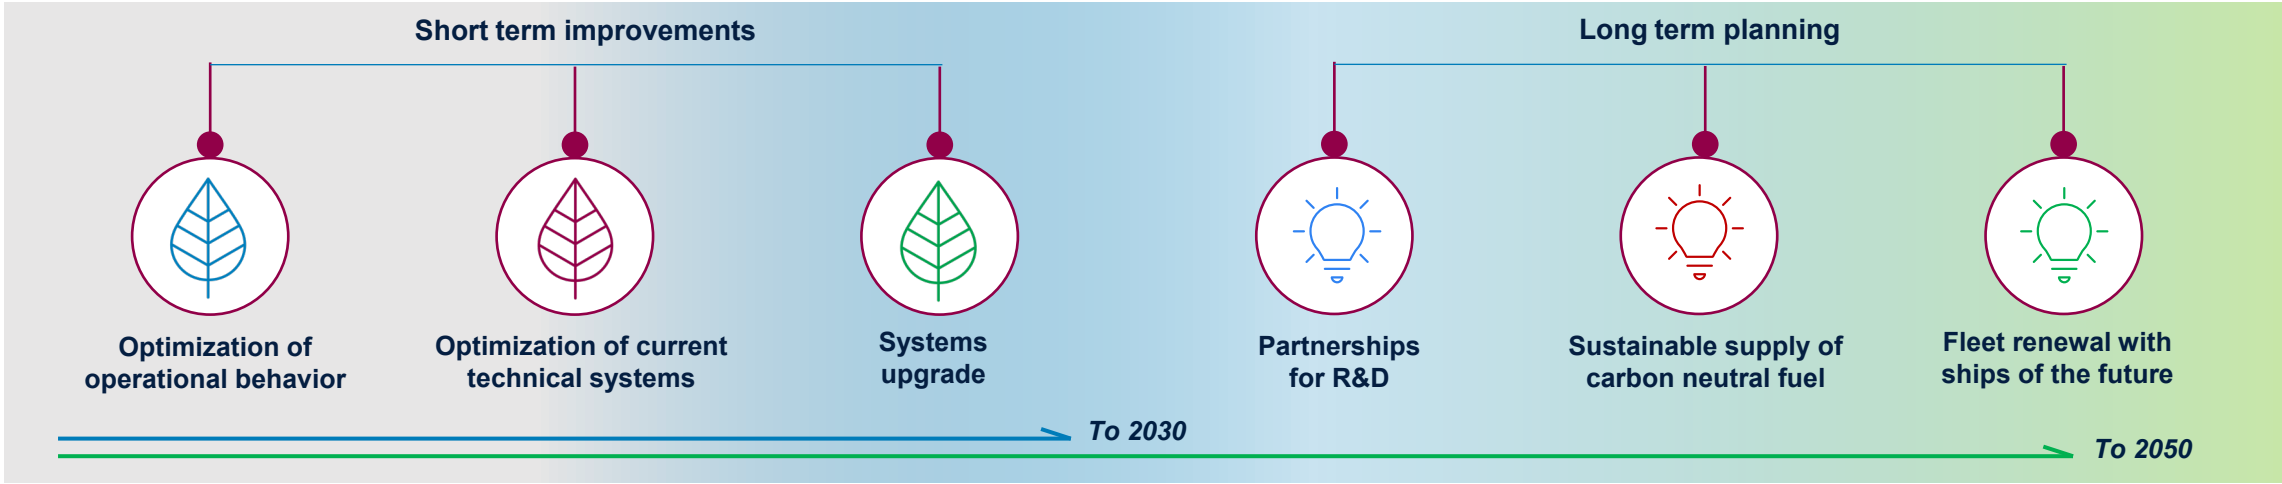 Short term improvements
Long term planning
Optimization of
operational behavior
Optimization of current
technical systems
Systems
upgrade
Partnerships
for R&D
Sustainable supply of
carbon neutral fuel
Fleet renewal with
ships of the future
To 2030
To 2050